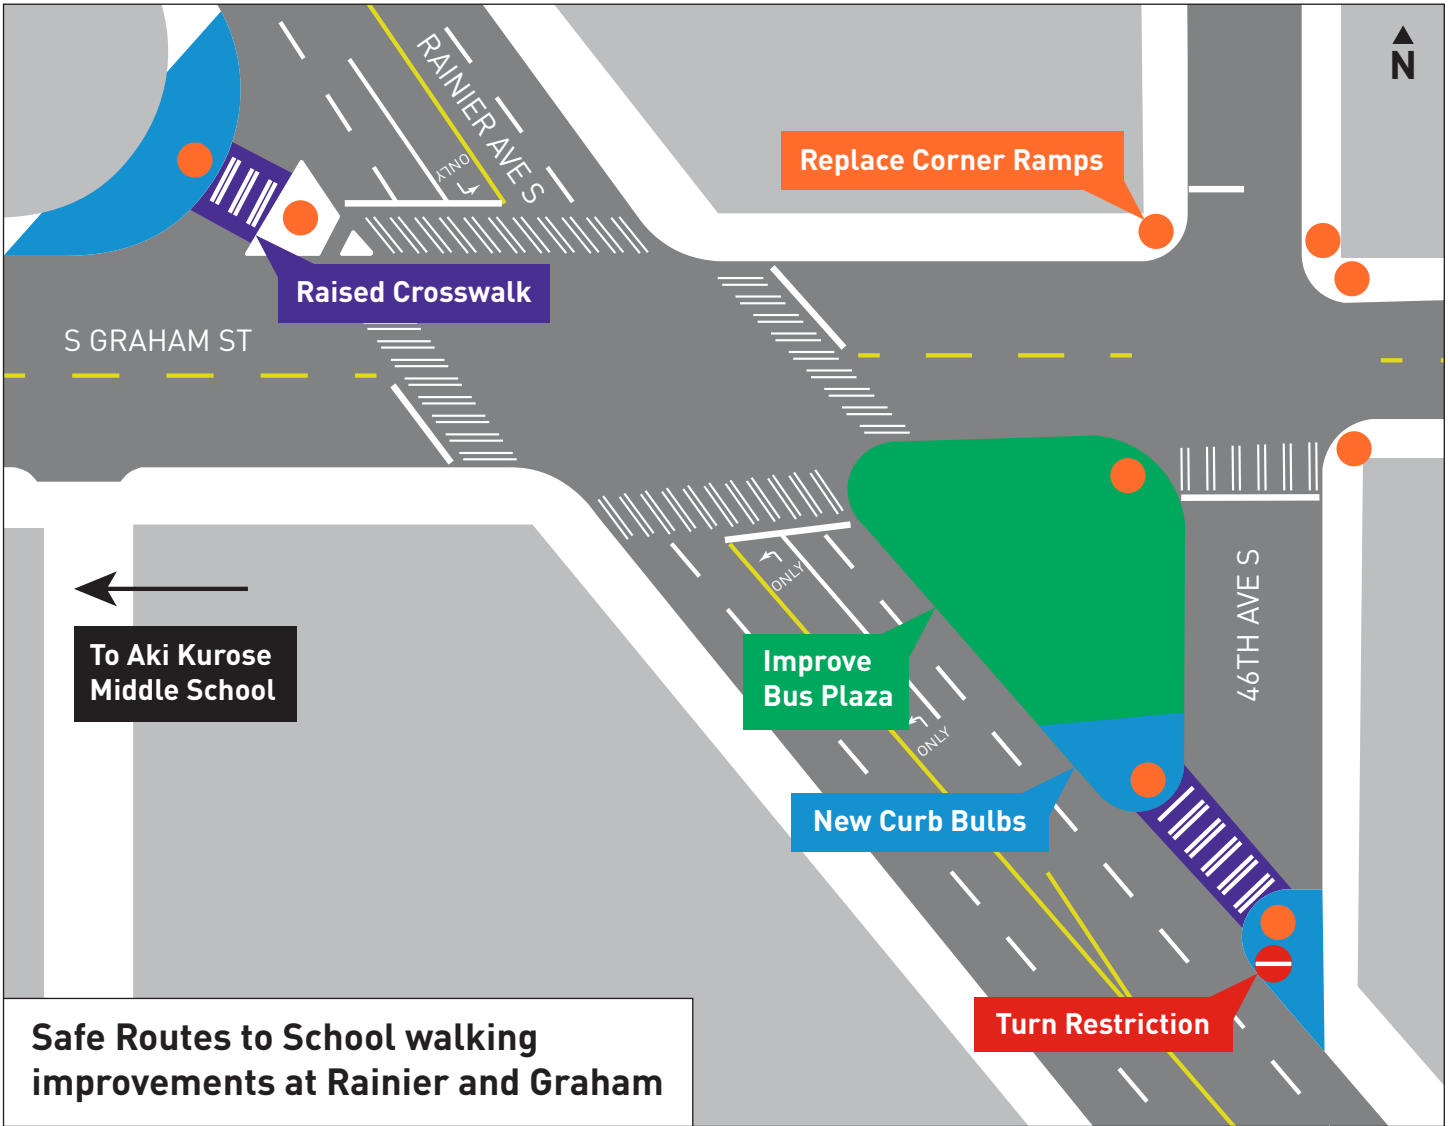 RAINIER AVE S
N
Replace Corner Ramps
ONLY
Raised Crosswalk
S GRAHAM ST
ONLY
46TH AVE S
To Aki Kurose
Middle School
Improve
Bus Plaza
ONLY
New Curb Bulbs
Turn Restriction
Safe Routes to School walking
improvements at Rainier and Graham